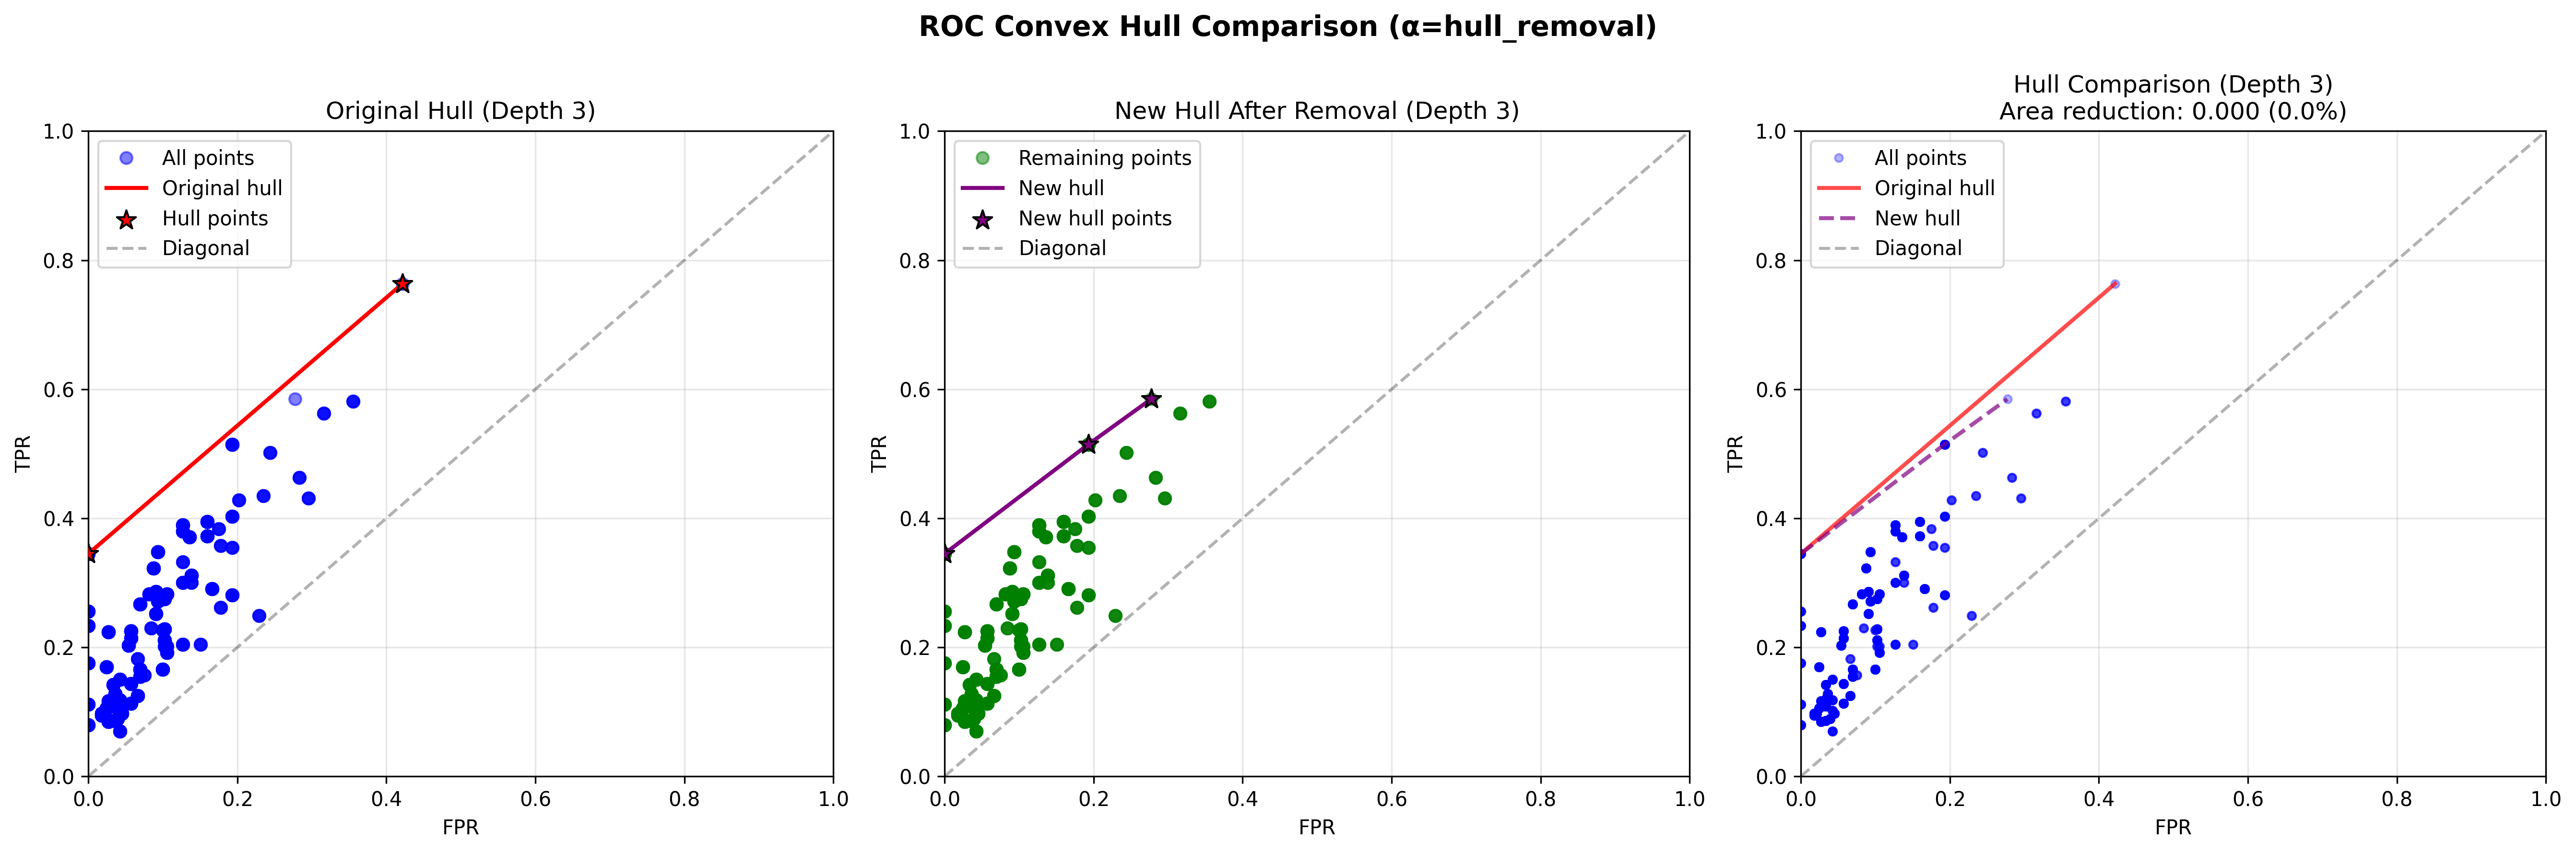 ROC Convex Hull Comparison (α=hull_removal)
Original Hull (Depth 3)
All points
Original hull
Hull points
Diagonal
1.0
0.8
0.6
0.4
0.2
0.0
TPR
0.0 0.2 0.4 0.6 0.8 1.0
FPR
New Hull After Removal (Depth 3)
Remaining points
New hull
New hull points
Diagonal
1.0
0.8
0.6
0.4
0.2
0.0
TPR
0.0 0.2 0.4 0.6 0.8 1.0
FPR
Hull Comparison (Depth 3)
Area reduction: 0.000 (0.0%)
All points
Original hull
New hull
Diagonal
1.0
0.8
0.6
0.4
0.2
0.0
TPR
0.0 0.2 0.4 0.6 0.8 1.0
FPR